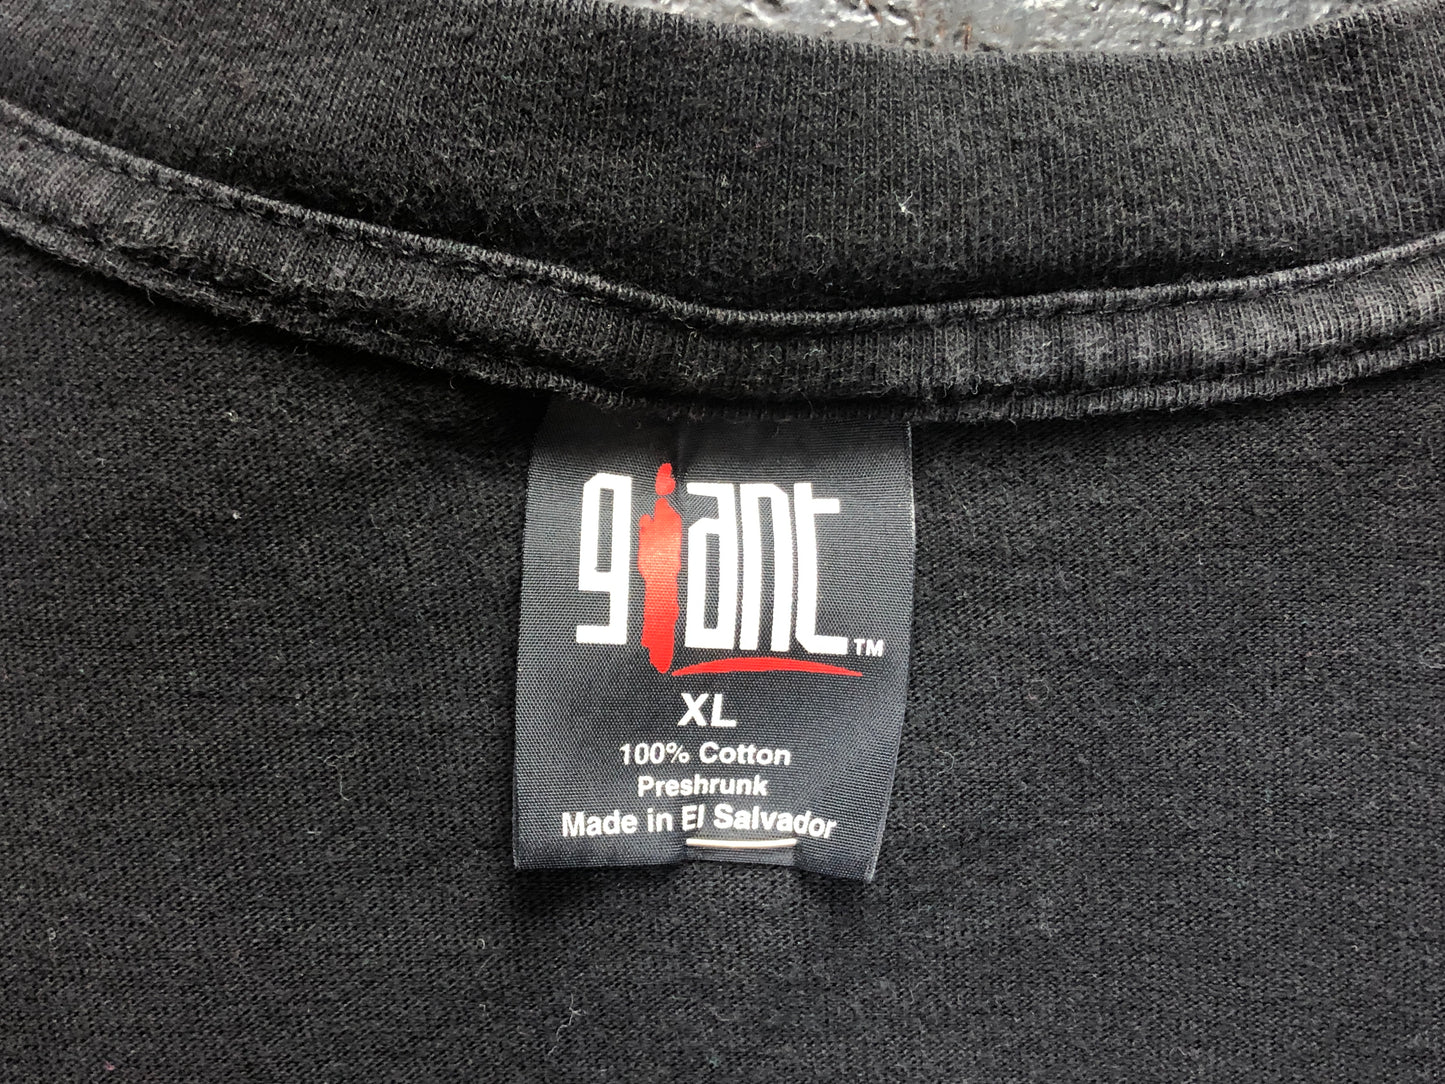 giant™
XL
100% Cotton
Preshrunk
Made in El Salvador